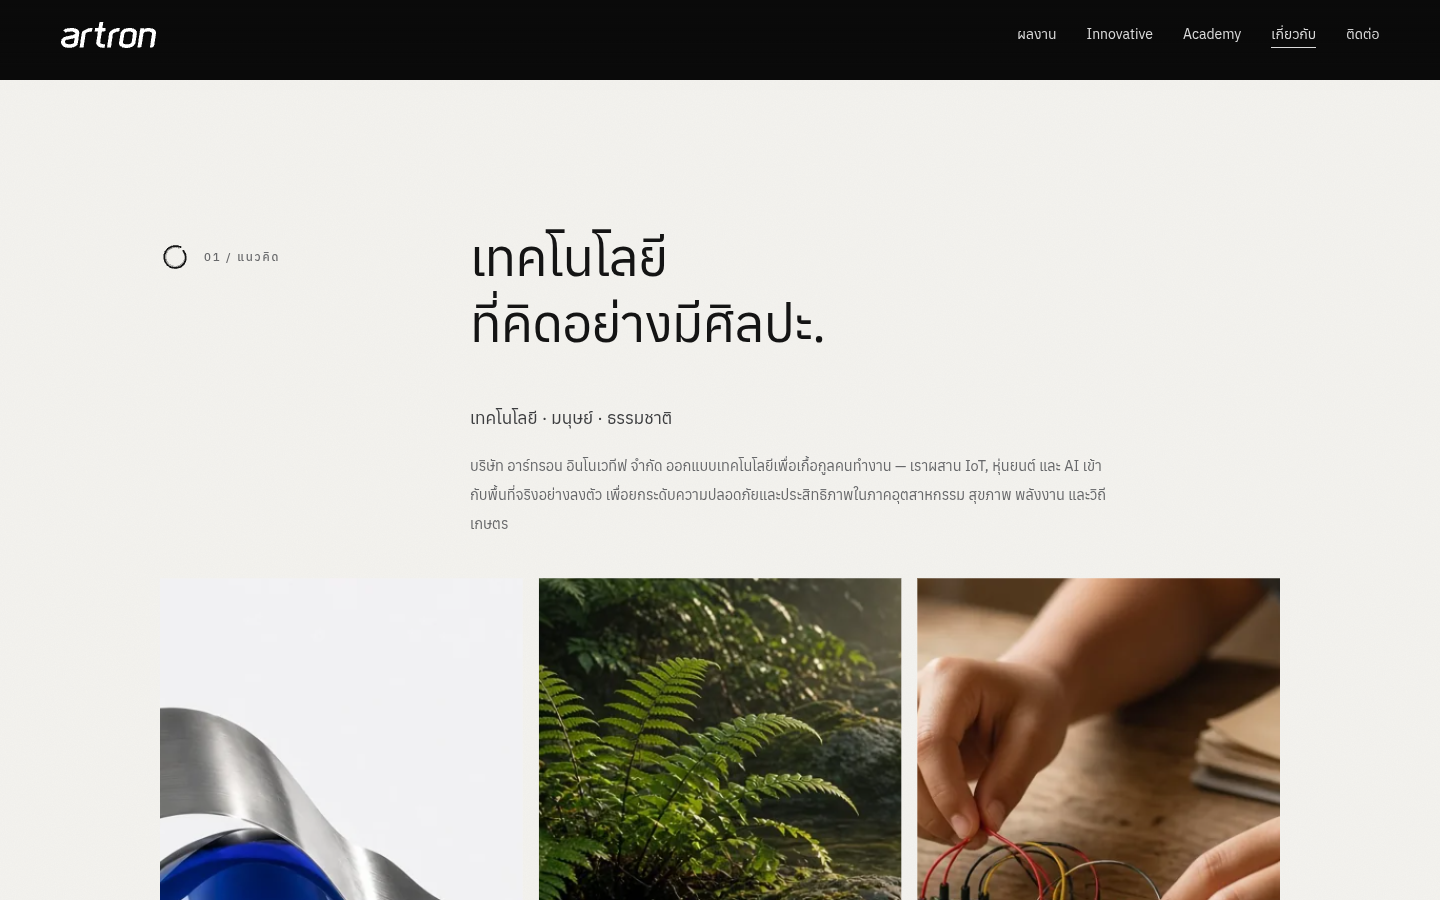 artron
ผลงาน
Innovative
Academy
เกี่ยวกับ
ติดต่อ
01 / แนวคิด
เทคโนโลยี
ที่คิดอย่างมีศิลปะ.
เทคโนโลยี · มนุษย์ · ธรรมชาติ
บริษัท อาร์ทรอน อินโนเวทีฟ จำกัด ออกแบบเทคโนโลยีเพื่อเกื้อกูลคนทำงาน — เราผสาน IoT, หุ่นยนต์ และ AI เข้า
กับพื้นที่จริงอย่างลงตัว เพื่อยกระดับความปลอดภัยและประสิทธิภาพในภาคอุตสาหกรรม สุขภาพ พลังงาน และวิถี
เกษตร